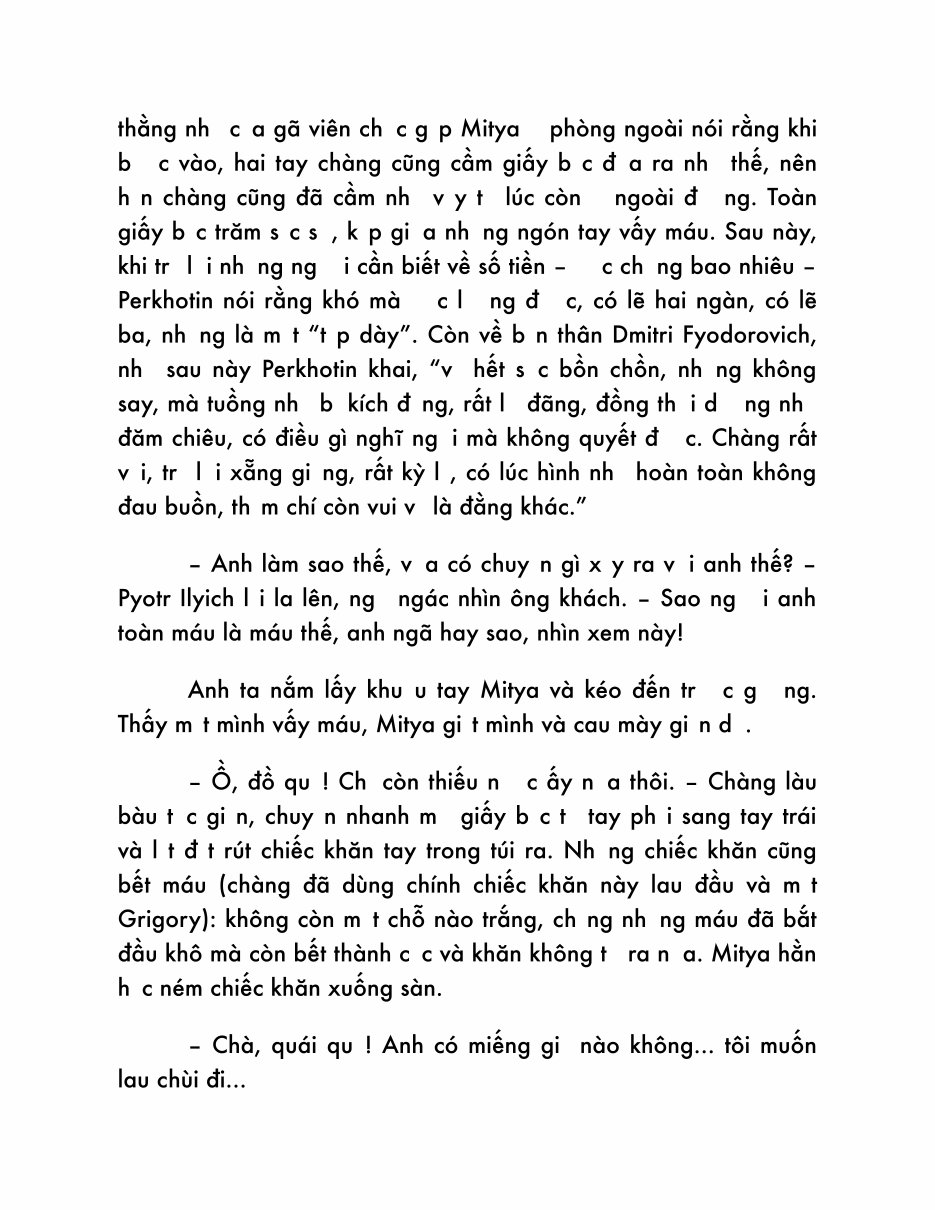 thằng nh  c a gã viên ch c g p Mitya   phòng ngoài nói rằng khi
b  c vào, hai tay chàng cũng cầm giấy b c đ a ra nh  thế, nên
h n chàng cũng đã cầm nh  v y t  lúc còn   ngoài đ  ng. Toàn
giấy b c trăm s c s , k p gi a nh ng ngón tay vấy máu. Sau này,
khi tr  l i nh ng ng  i cần biết về số tiền –   c ch ng bao nhiêu –
Perkhotin nói rằng khó mà   c l  ng đ  c, có lẽ hai ngàn, có lẽ
ba, nh ng là m t “t p dày”. Còn về b n thân Dmitri Fyodorovich,
nh  sau này Perkhotin khai, “v  hết s c bồn chồn, nh ng không
say, mà tuồng nh  b  kích đ ng, rất l  đãng, đồng th i d  ng nh
đăm chiêu, có điều gì nghĩ ng i mà không quyết đ  c. Chàng rất
v i, tr  l i xẵng gi ng, rất kỳ l , có lúc hình nh  hoàn toàn không
đau buồn, th m chí còn vui v  là đằng khác.”
– Anh làm sao thế, v a có chuy n gì x y ra v i anh thế? –
Pyotr Ilyich l i la lên, ng  ngác nhìn ông khách. – Sao ng  i anh
toàn máu là máu thế, anh ngã hay sao, nhìn xem này!
Anh ta nắm lấy khu u tay Mitya và kéo đến tr  c g  ng.
Thấy m t mình vấy máu, Mitya gi t mình và cau mày gi n d .
– Ồ, đồ qu ! Ch  còn thiếu n  c ấy n a thôi. – Chàng làu
bàu t c gi n, chuy n nhanh m  giấy b c t  tay ph i sang tay trái
và l t đ t rút chiếc khăn tay trong túi ra. Nh ng chiếc khăn cũng
bết máu (chàng đã dùng chính chiếc khăn này lau đầu và m t
Grigory): không còn m t chỗ nào trắng, ch ng nh ng máu đã bắt
đầu khô mà còn bết thành c c và khăn không t  ra n a. Mitya hằn
h c ném chiếc khăn xuống sàn.
– Chà, quái qu ! Anh có miếng gi  nào không... tôi muốn
lau chùi đi...